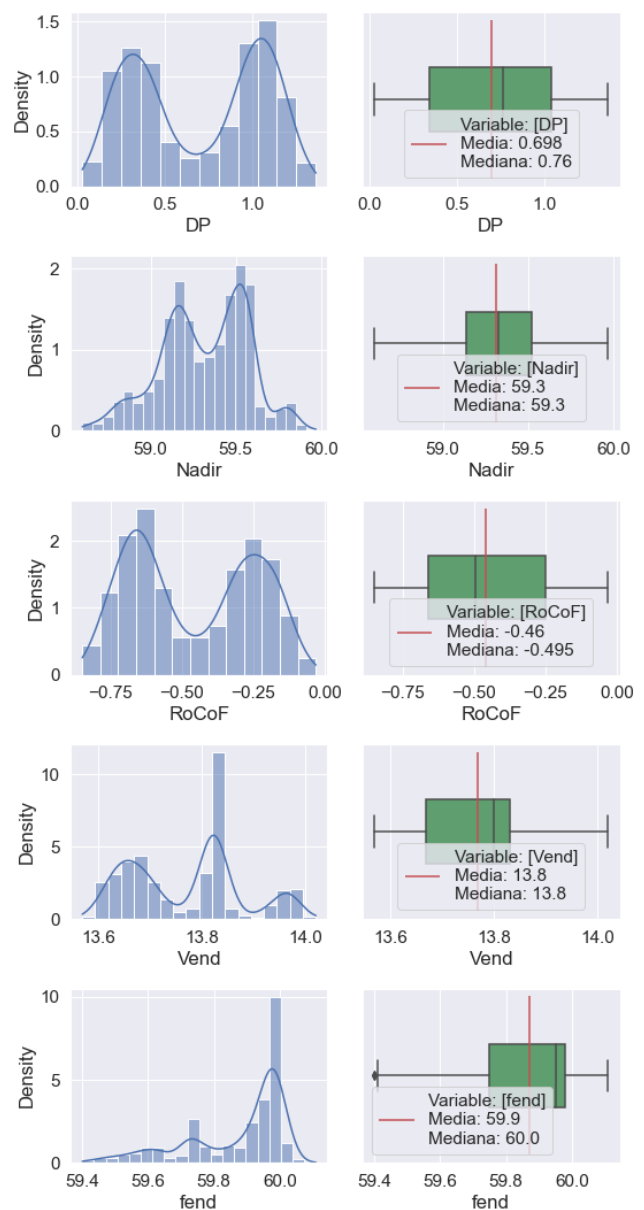 1.5
1.0
0.5
0.0
Density
0.0 0.5 1.0
DP
Variable: [DP]
Media: 0.698
Mediana: 0.76
0.0 0.5 1.0
DP
2
1
0
Density
59.0 59.5 60.0
Nadir
Variable: [Nadir]
Media: 59.3
Mediana: 59.3
59.0 59.5 60.0
Nadir
2
1
0
Density
−0.75 −0.50 −0.25 0.00
RoCoF
Variable: [RoCoF]
Media: -0.46
Mediana: -0.495
−0.75 −0.50 −0.25 0.00
RoCoF
10
5
0
Density
13.6 13.8 14.0
Vend
Variable: [Vend]
Media: 13.8
Mediana: 13.8
13.6 13.8 14.0
Vend
10
5
0
Density
59.4 59.6 59.8 60.0
fend
Variable: [fend]
Media: 59.9
Mediana: 60.0
59.4 59.6 59.8 60.0
fend